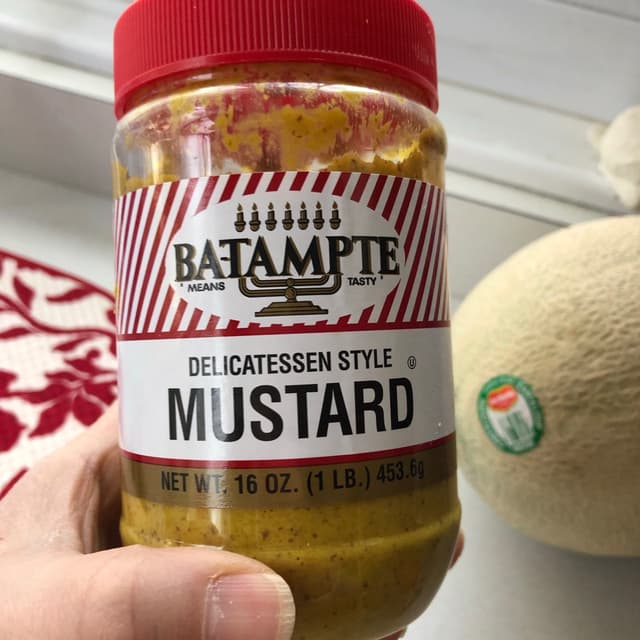 BA-TAMPTE
"MEANS TASTY"
DELICATESSEN STYLE Ⓤ
MUSTARD
NET WT. 16 OZ. (1 LB.) 453.6g